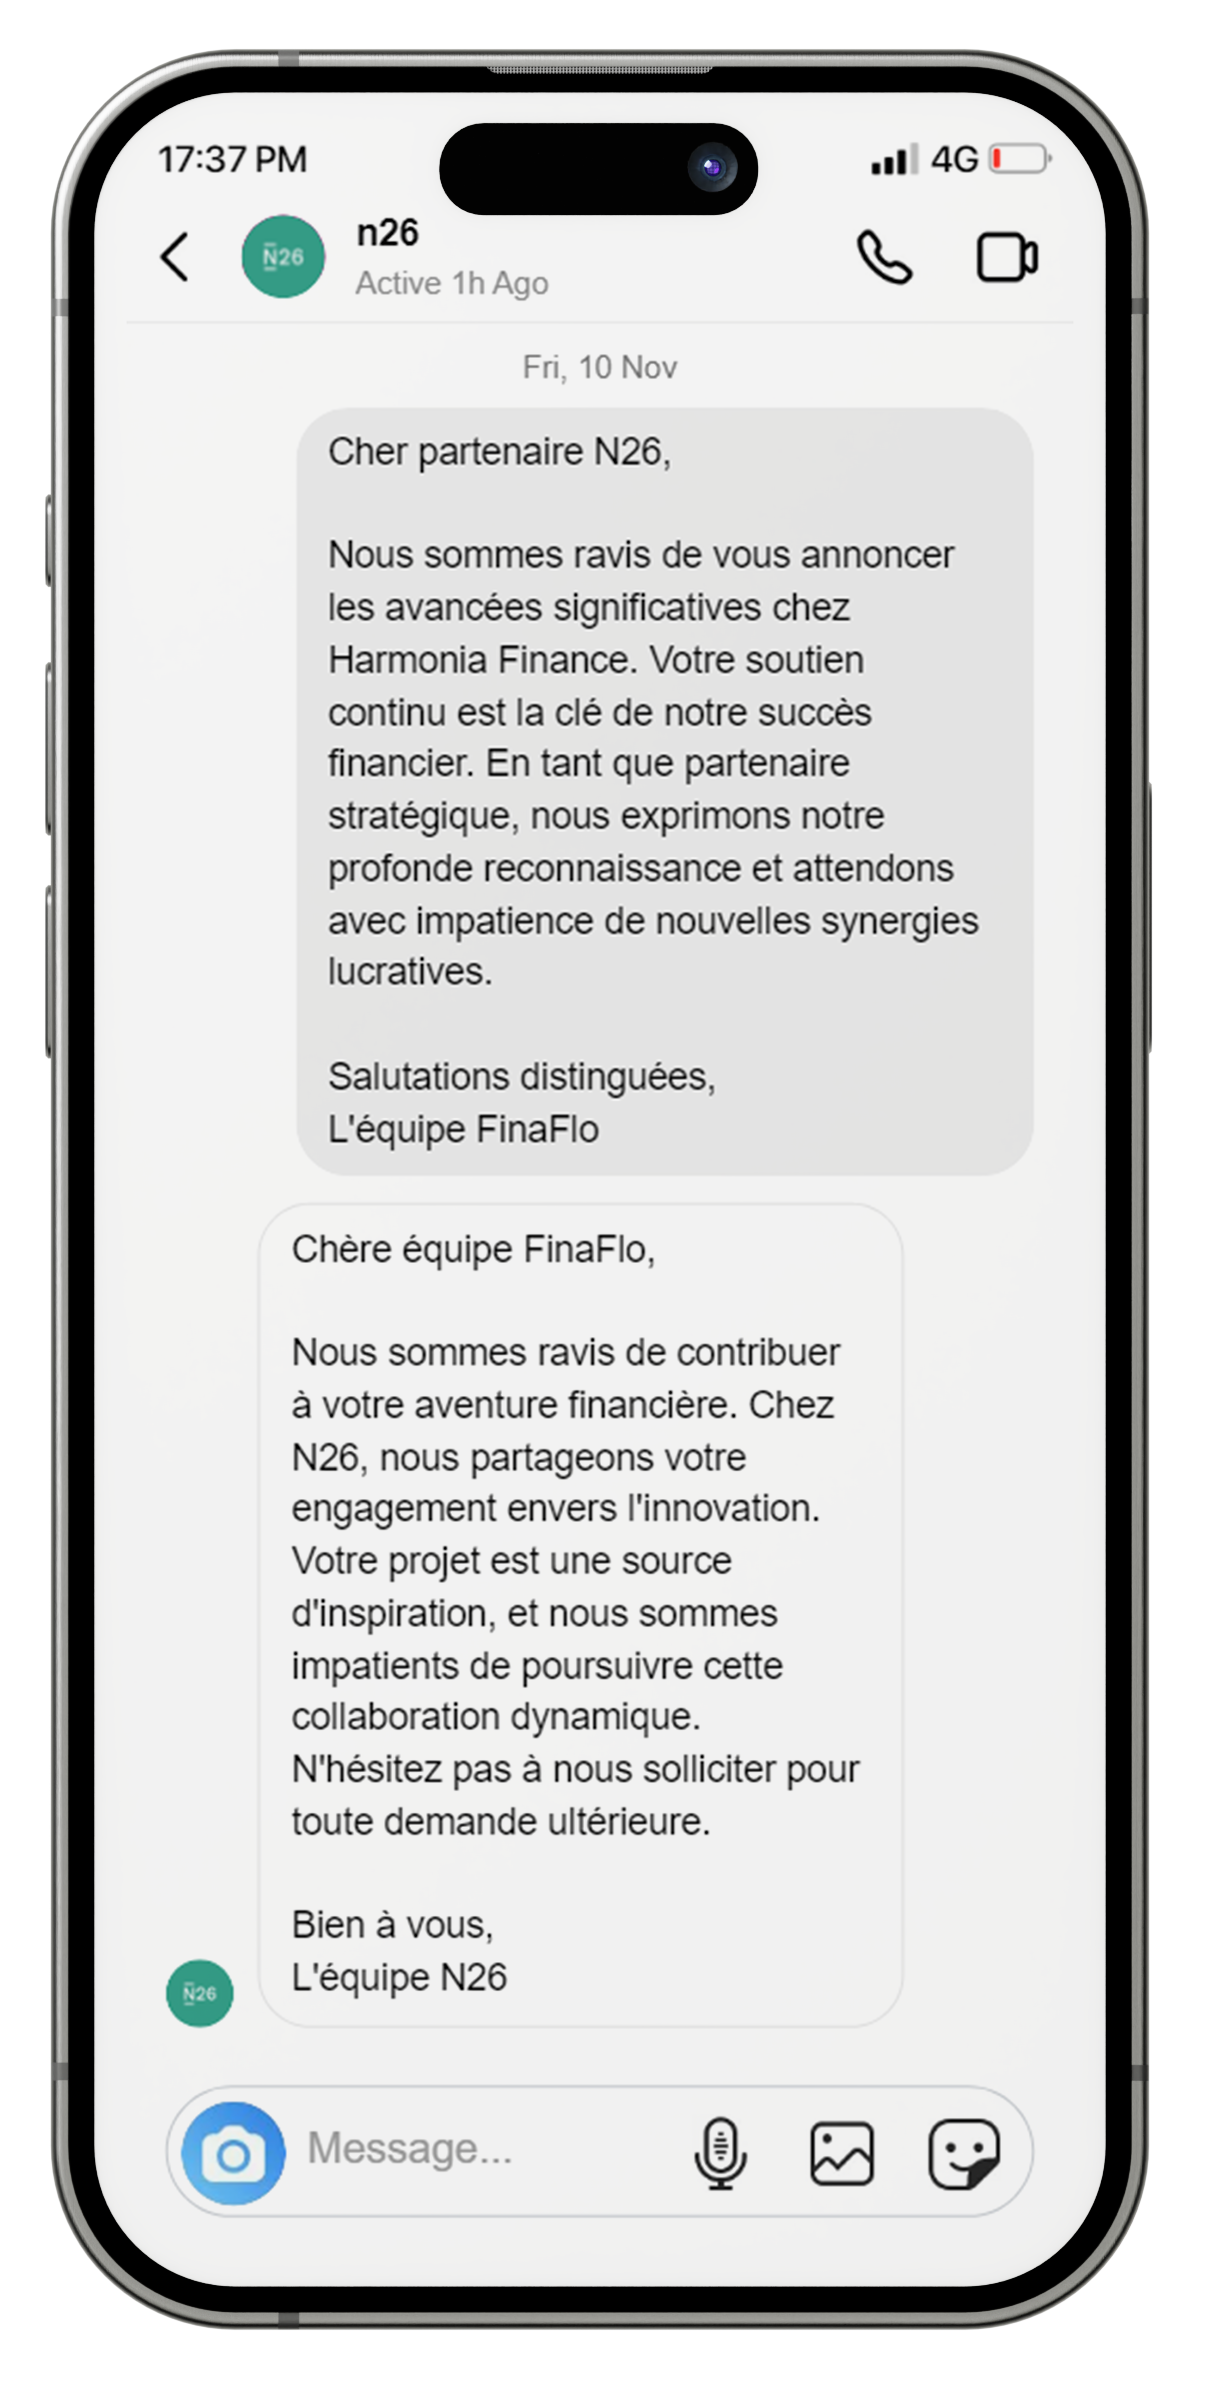 17:37 PM
4G
N26
n26
Active 1h Ago
Fri, 10 Nov
Cher partenaire N26,
Nous sommes ravis de vous annoncer
les avancées significatives chez
Harmonia Finance. Votre soutien
continu est la clé de notre succès
financier. En tant que partenaire
stratégique, nous exprimons notre
profonde reconnaissance et attendons
avec impatience de nouvelles synergies
lucratives.
Salutations distinguées,
L'équipe FinaFlo
Chère équipe FinaFlo,
Nous sommes ravis de contribuer
à votre aventure financière. Chez
N26, nous partageons votre
engagement envers l'innovation.
Votre projet est une source
d'inspiration, et nous sommes
impatients de poursuivre cette
collaboration dynamique.
N'hésitez pas à nous solliciter pour
toute demande ultérieure.
Bien à vous,
L'équipe N26
N26
Message...